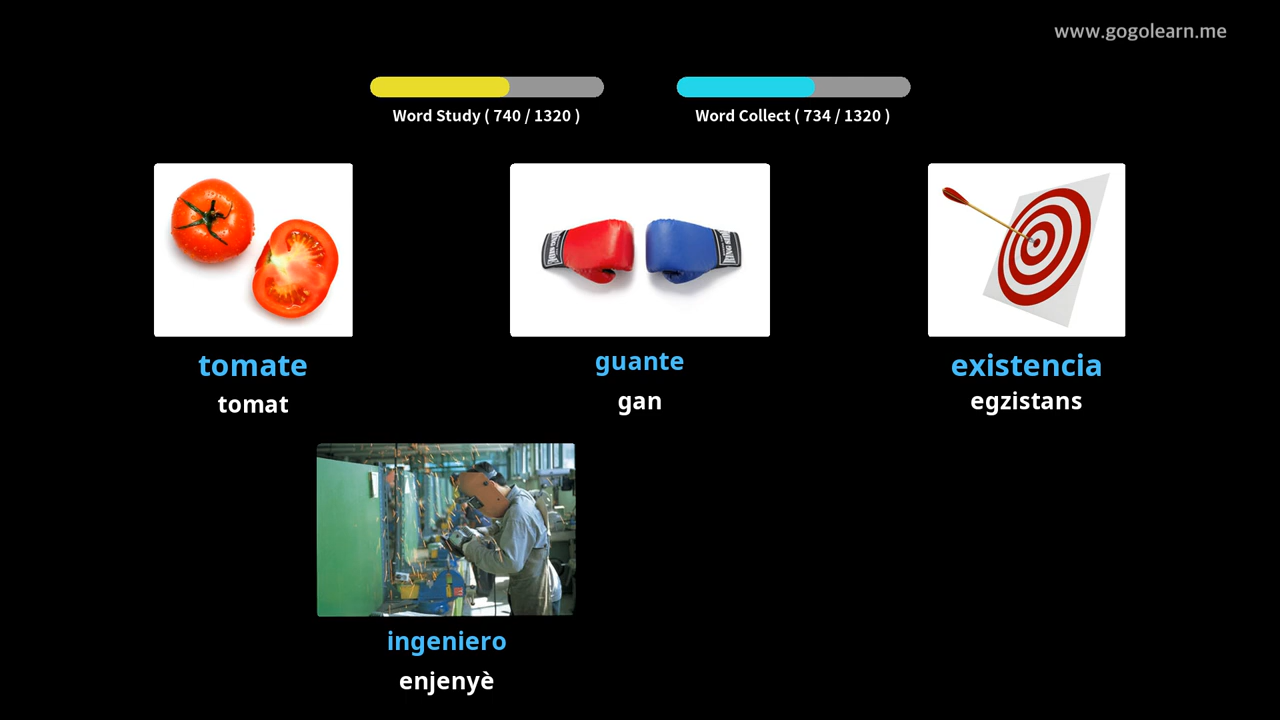 www.gogolearn.me
Word Study ( 740 / 1320 )
Word Collect ( 734 / 1320 )
tomate
tomat
guante
gan
existencia
egzistans
ingeniero
enjenyè